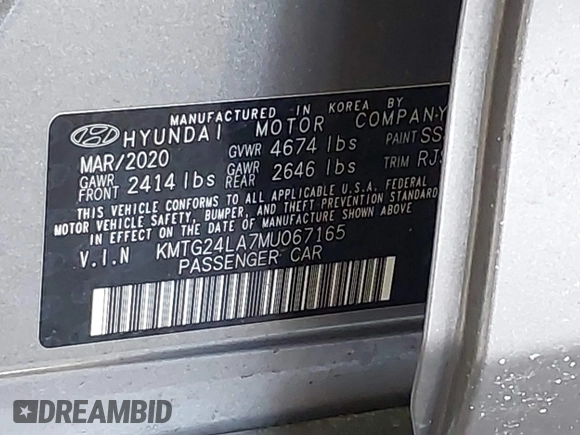 MANUFACTURED IN KOREA BY
HYUNDAI MOTOR COMPANY
MAR/2020 GVWR 4674 lbs PAINT SS
GAWR FRONT 2414 lbs GAWR REAR 2646 lbs TRIM RJS
THIS VEHICLE CONFORMS TO ALL APPLICABLE U.S.A. FEDERAL
MOTOR VEHICLE SAFETY, BUMPER, AND THEFT PREVENTION STANDARDS
IN EFFECT ON THE DATE OF MANUFACTURE SHOWN ABOVE.
V.I.N KMTG24LA7MU067165
PASSENGER CAR
DREAMBID